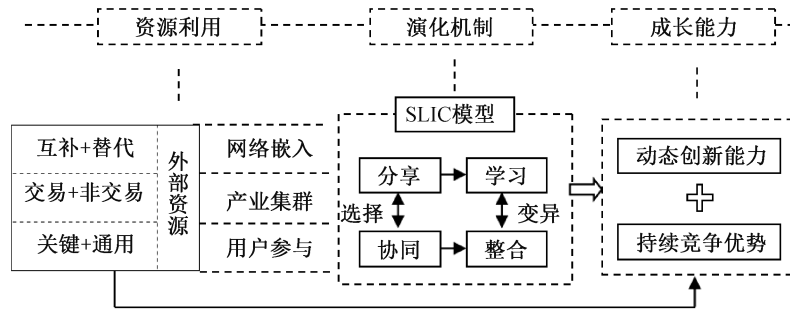 资源利用
演化机制
成长能力
SLIC模型
互补+替代
交易+非交易
关键+通用
外部资源
网络嵌入
产业集群
用户参与
分享
学习
选择
变异
协同
整合
动态创新能力
持续竞争优势